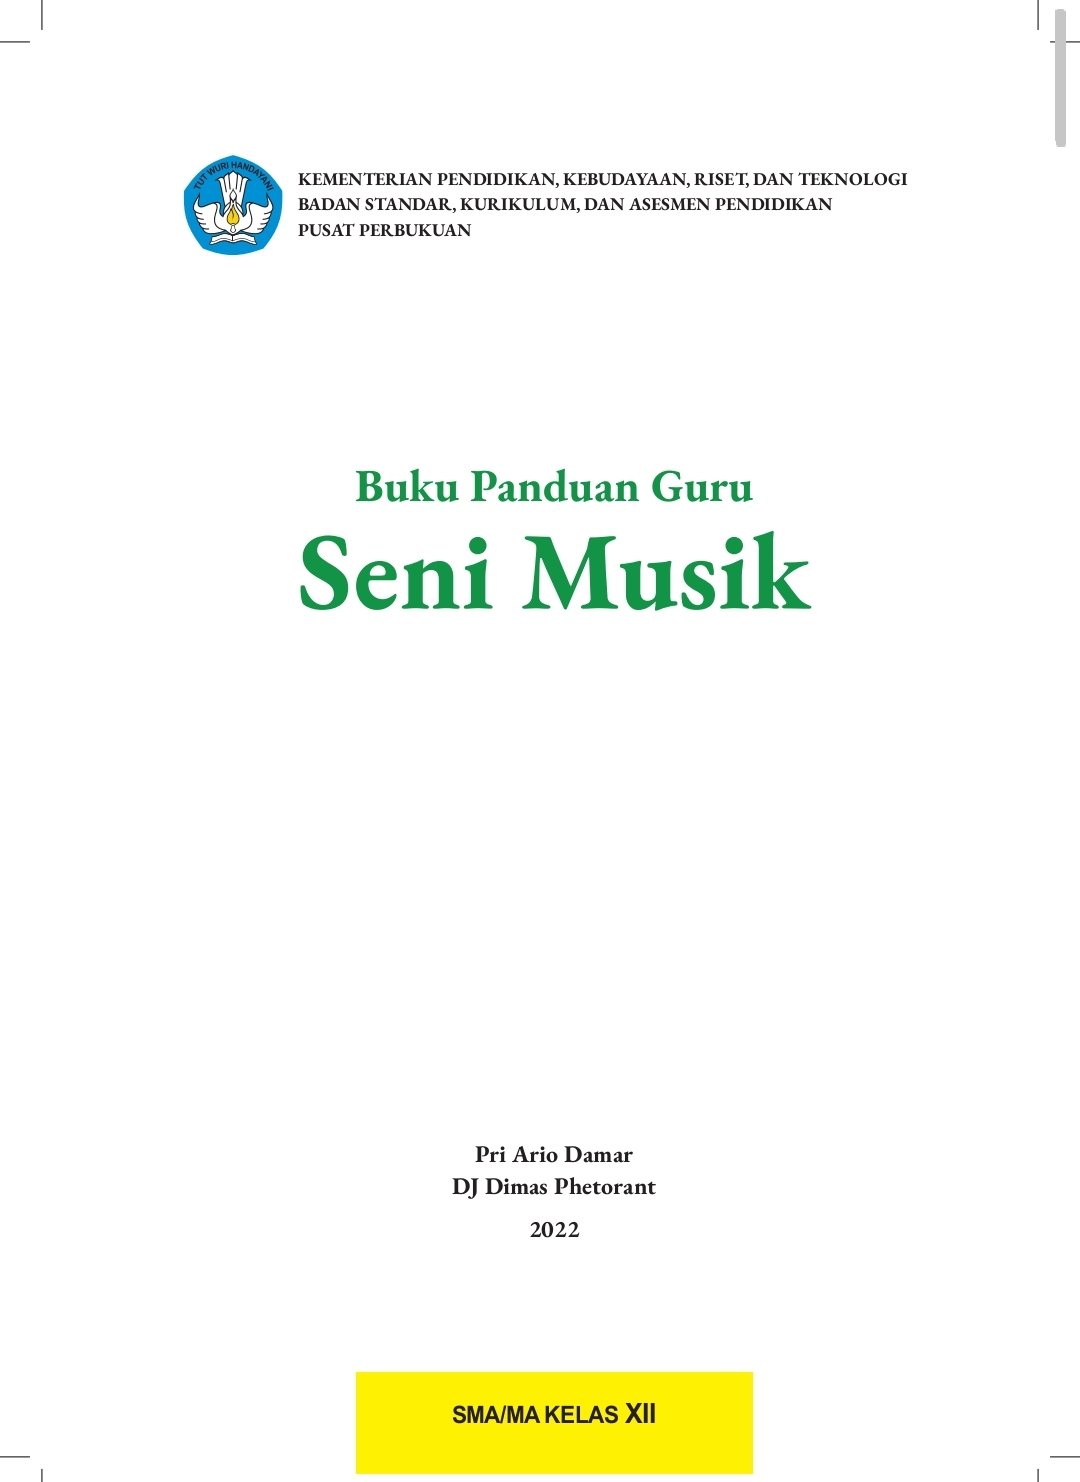 TUT WURI HANDAYANI
KEMENTERIAN PENDIDIKAN, KEBUDAYAAN, RISET, DAN TEKNOLOGI
BADAN STANDAR, KURIKULUM, DAN ASESMEN PENDIDIKAN
PUSAT PERBUKUAN
Buku Panduan Guru
Seni Musik
Pri Ario Damar
DJ Dimas Phetorant
2022
SMA/MA KELAS XII